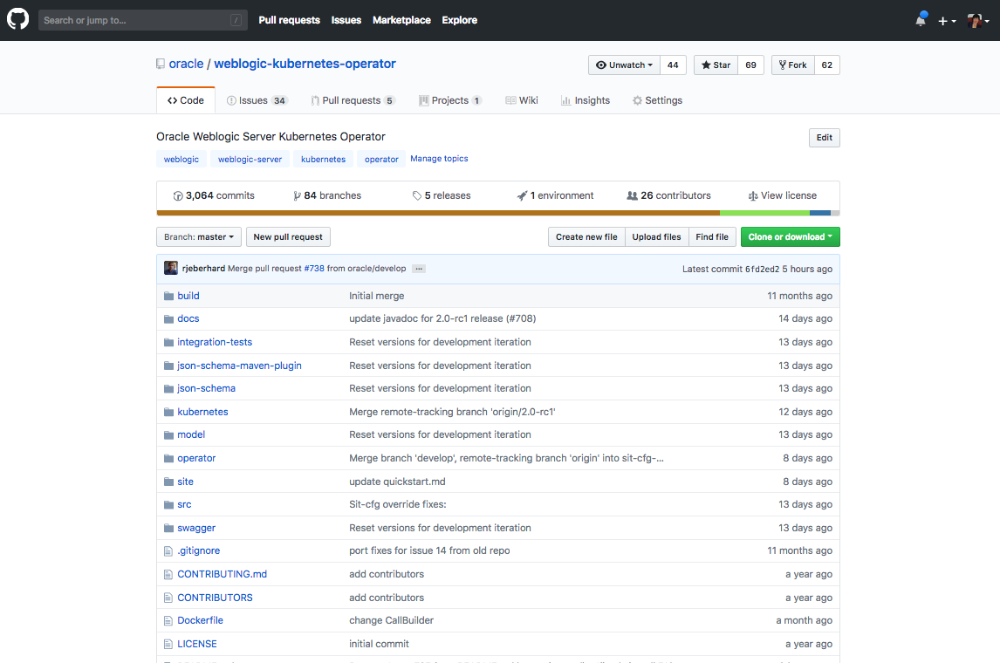 Search or jump to... / Pull requests Issues Marketplace Explore
oracle / weblogic-kubernetes-operator Unwatch 44 Star 69 Fork 62
<> Code Issues 34 Pull requests 5 Projects 1 Wiki Insights Settings
Oracle Weblogic Server Kubernetes Operator Edit
weblogic weblogic-server kubernetes operator Manage topics
3,064 commits 84 branches 5 releases 1 environment 26 contributors View license
Branch: master New pull request Create new file Upload files Find file Clone or download
rjeberhard Merge pull request #738 from oracle/develop ... Latest commit 6fd2ed2 5 hours ago
build Initial merge 11 months ago
docs update javadoc for 2.0-rc1 release (#708) 14 days ago
integration-tests Reset versions for development iteration 13 days ago
json-schema-maven-plugin Reset versions for development iteration 13 days ago
json-schema Reset versions for development iteration 13 days ago
kubernetes Merge remote-tracking branch 'origin/2.0-rc1' 12 days ago
model Reset versions for development iteration 13 days ago
operator Merge branch 'develop', remote-tracking branch 'origin' into sit-cfg-... 8 days ago
site update quickstart.md 8 days ago
src Sit-cfg override fixes: 13 days ago
swagger Reset versions for development iteration 13 days ago
.gitignore port fixes for issue 14 from old repo 11 months ago
CONTRIBUTING.md add contributors a year ago
CONTRIBUTORS add contributors a year ago
Dockerfile change CallBuilder a month ago
LICENSE initial commit a year ago